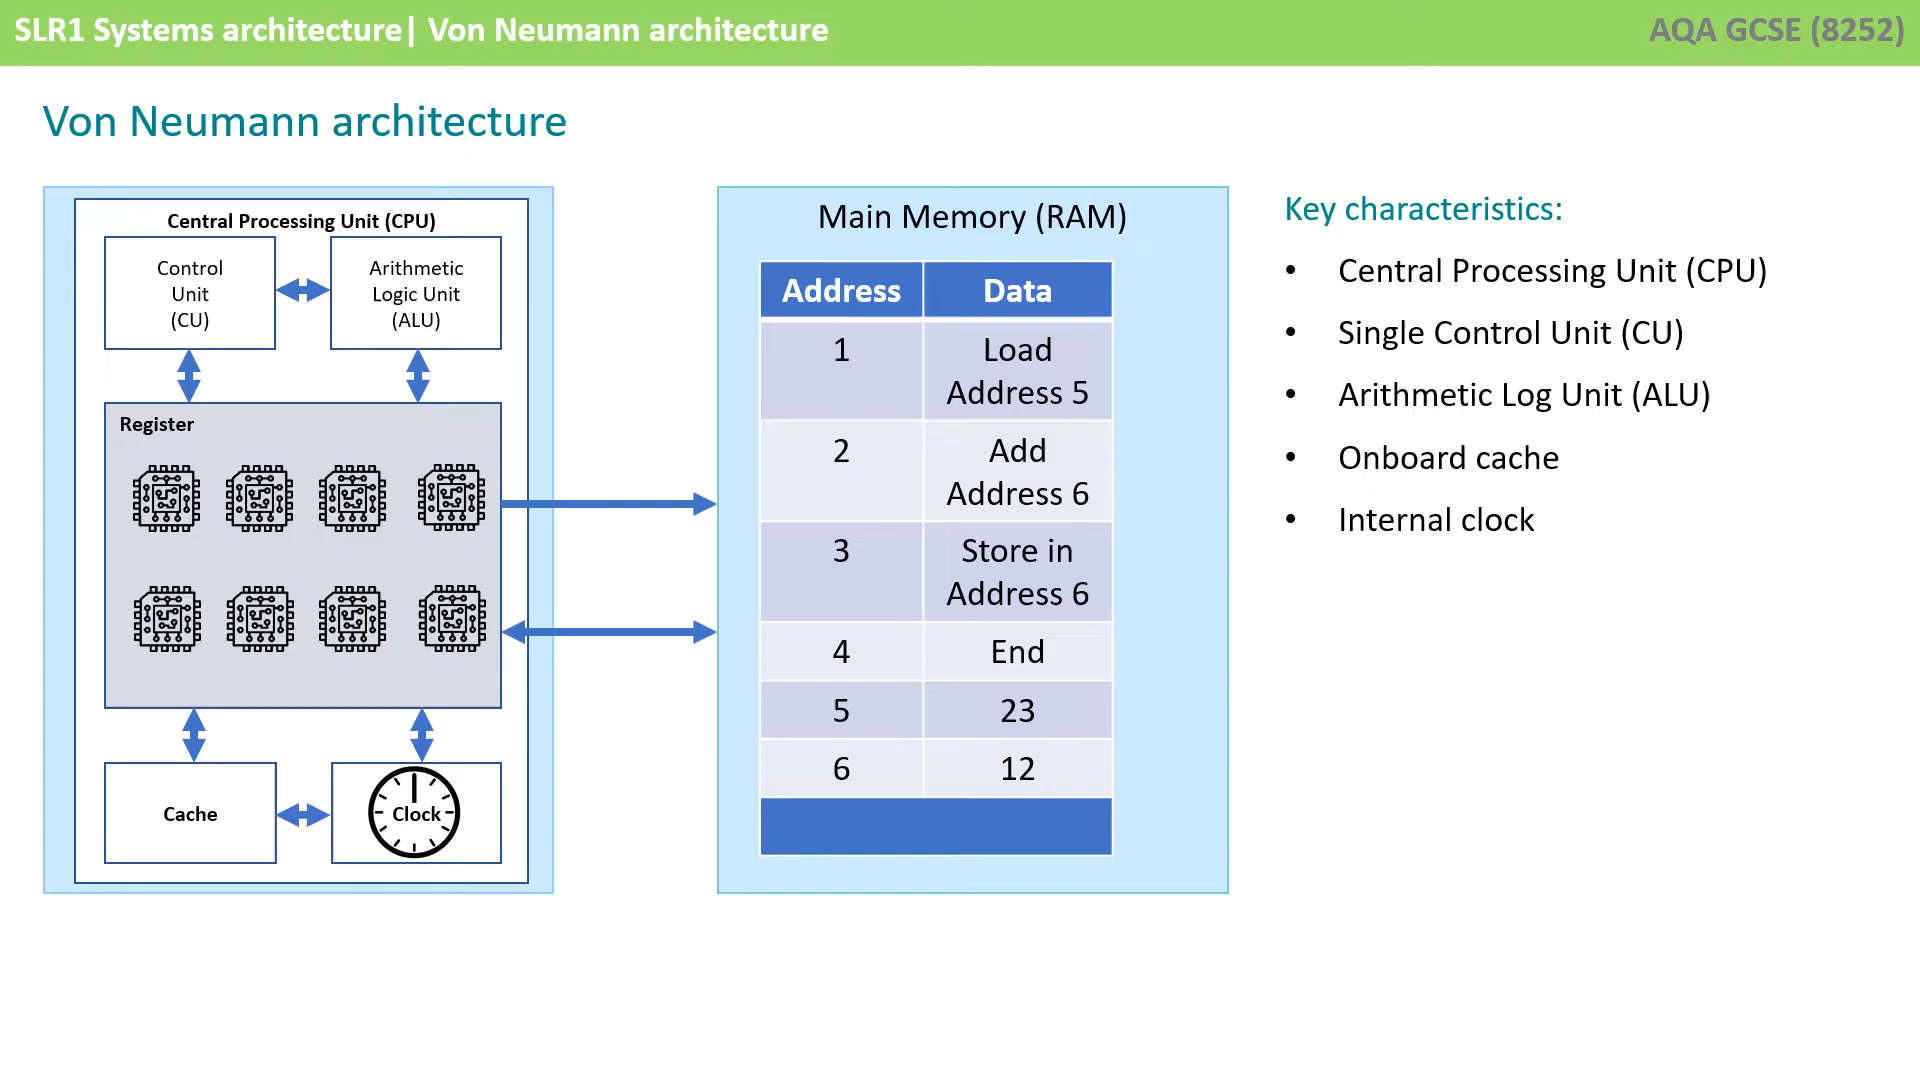 SLR1 Systems architecture| Von Neumann architecture
AQA GCSE (8252)
Von Neumann architecture
Central Processing Unit (CPU)
Control
Unit
(CU)
Arithmetic
Logic Unit
(ALU)
Register
Cache
Clock
Main Memory (RAM)
Address Data
1 Load
Address 5
2 Add
Address 6
3 Store in
Address 6
4 End
5 23
6 12
Key characteristics:
• Central Processing Unit (CPU)
• Single Control Unit (CU)
• Arithmetic Log Unit (ALU)
• Onboard cache
• Internal clock